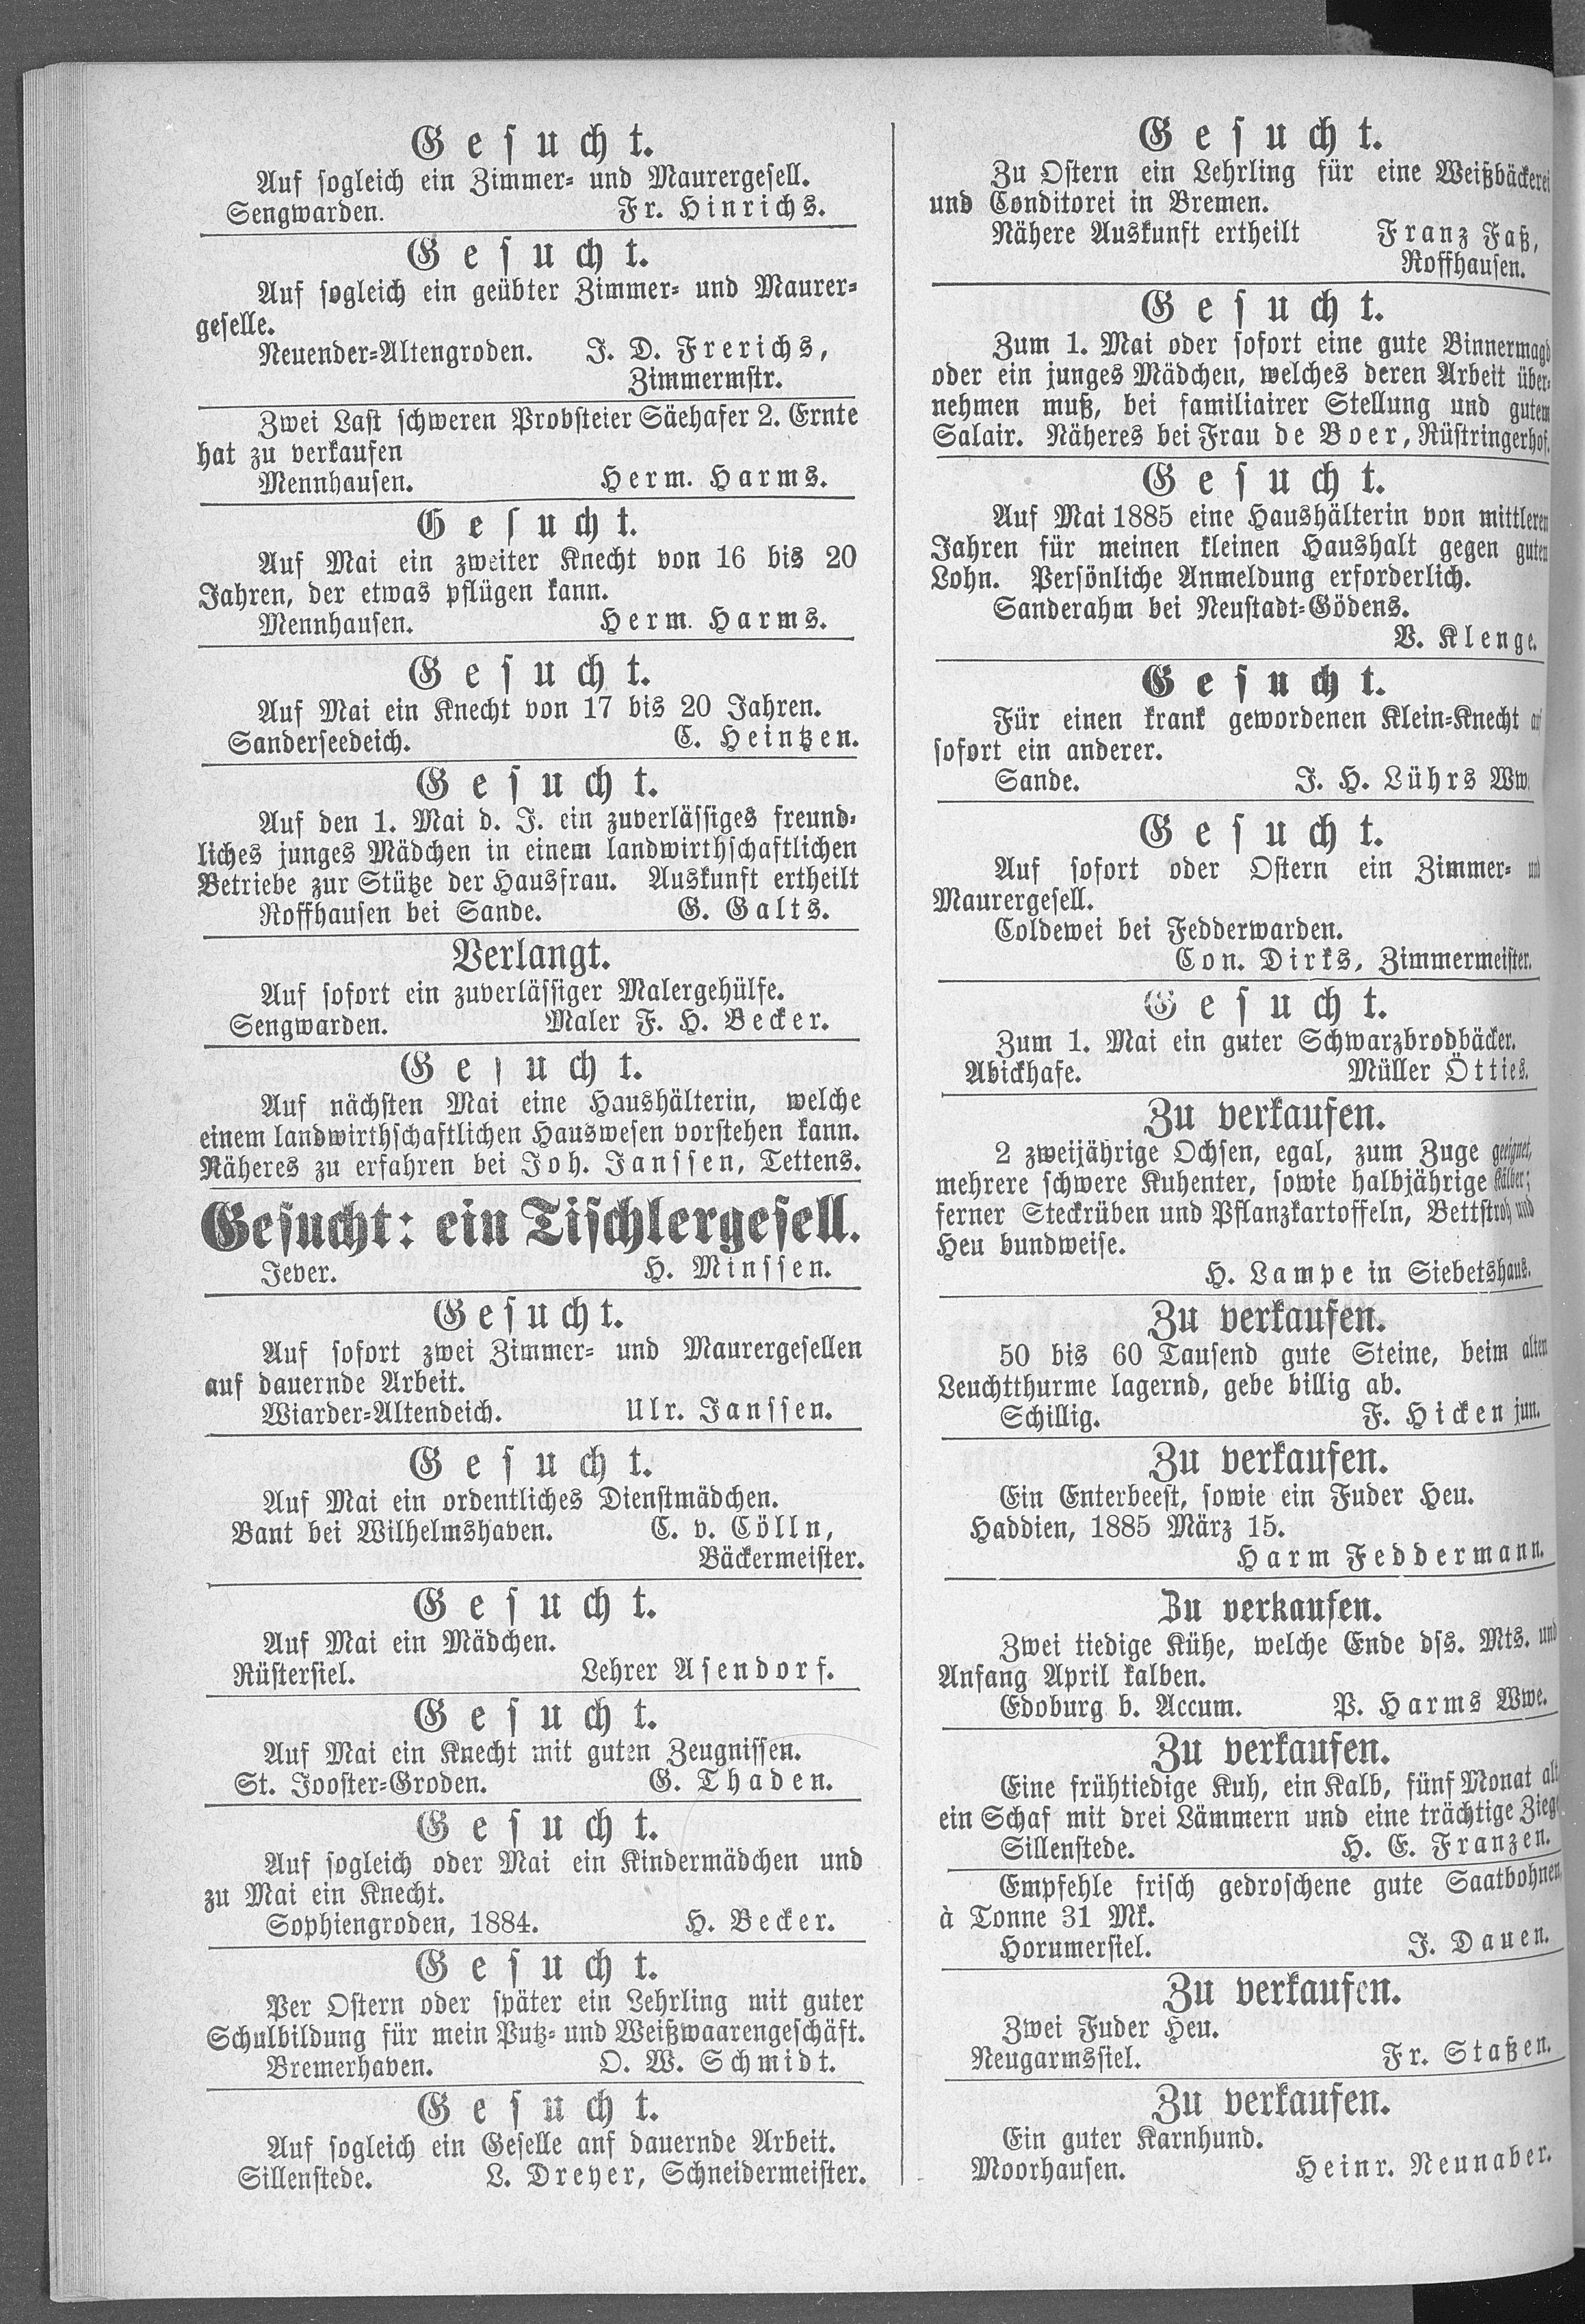 Gesucht.
Auf sogleich ein Zimmer- und Maurergesell.
Sengwarden. Fr. Hinrichs.
Gesucht.
Auf sogleich ein geübter Zimmer- und Maurer-
geselle.
Neuender-Altengroden. J. D. Frerichs,
Zimmermstr.
Zwei Last schweren Probsteier Säehafer 2. Ernte
hat zu verkaufen
Mennhausen. Herm. Harms.
Gesucht.
Auf Mai ein zweiter Knecht von 16 bis 20
Jahren, der etwas pflügen kann.
Mennhausen. Herm. Harms.
Gesucht.
Auf Mai ein Knecht von 17 bis 20 Jahren.
Sanderseedeich. C. Heintzen.
Gesucht.
Auf den 1. Mai d. J. ein zuverlässiges freund-
liches junges Mädchen in einem landwirthschaftlichen
Betriebe zur Stütze der Hausfrau. Auskunft ertheilt
Roffhausen bei Sande. G. Galts.
Verlangt.
Auf sofort ein zuverlässiger Malergehülfe.
Sengwarden. Maler F. H. Becker.
Gesucht.
Auf nächsten Mai eine Haushälterin, welche
einem landwirthschaftlichen Hauswesen vorstehen kann.
Näheres zu erfahren bei Joh. Janssen, Tettens.
Gesucht: ein Tischlergesell.
Jever. H. Minssen.
Gesucht.
Auf sofort zwei Zimmer- und Maurergesellen
auf dauernde Arbeit.
Wiarder-Altendeich. Ulr. Janssen.
Gesucht.
Auf Mai ein ordentliches Dienstmädchen.
Bant bei Wilhelmshaven. C. v. Cölln,
Bäckermeister.
Gesucht.
Auf Mai ein Mädchen.
Rüstersiel. Lehrer Asendorf.
Gesucht.
Auf Mai ein Knecht mit guten Zeugnissen.
St. Jooster-Groden. G. Thaden.
Gesucht.
Auf sogleich oder Mai ein Kindermädchen und
zu Mai ein Knecht.
Sophiengroden, 1884. H. Becker.
Gesucht.
Per Ostern oder später ein Lehrling mit guter
Schulbildung für mein Putz- und Weißwaarengeschäft.
Bremerhaven. O. W. Schmidt.
Gesucht.
Auf sogleich ein Geselle auf dauernde Arbeit.
Sillenstede. L. Dreyer, Schneidermeister.
Gesucht.
Zu Ostern ein Lehrling für eine Weißbäckerei
und Conditorei in Bremen.
Nähere Auskunft ertheilt Franz Faß,
Roffhausen.
Gesucht.
Zum 1. Mai oder sofort eine gute Binnermagd
oder ein junges Mädchen, welches deren Arbeit über-
nehmen muß, bei familiairer Stellung und gutem
Salair. Näheres bei Frau de Boer, Rüstringerhof.
Gesucht.
Auf Mai 1885 eine Haushälterin von mittleren
Jahren für meinen kleinen Haushalt gegen guten
Lohn. Persönliche Anmeldung erforderlich.
Sanderahm bei Neustadt-Gödens.
V. Klenge.
Gesucht.
Für einen krank gewordenen Klein-Knecht
sofort ein anderer.
Sande. J. H. Lührs Ww.
Gesucht.
Auf sofort oder Ostern ein Zimmer- und
Maurergesell.
Coldewei bei Fedderwarden.
Con. Dirks, Zimmermeister.
Gesucht.
Zum 1. Mai ein guter Schwarzbrodbäcker.
Abickhafe. Müller Ötties.
Zu verkaufen.
2 zweijährige Ochsen, egal, zum Zuge geeignet,
mehrere schwere Kuhenter, sowie halbjährige Kälber;
ferner Steckrüben und Pflanzkartoffeln, Bettstroh und
Heu bundweise.
H. Lampe in Siebetshaus.
Zu verkaufen.
50 bis 60 Tausend gute Steine, beim alten
Leuchtthurme lagernd, gebe billig ab.
Schillig. F. Hicken jun.
Zu verkaufen.
Ein Enterbeest, sowie ein Fuder Heu.
Haddien, 1885 März 15.
Harm Feddermann.
Zu verkaufen.
Zwei tiedige Kühe, welche Ende dss. Mts. und
Anfang April kalben.
Edoburg b. Accum. P. Harms Wwe.
Zu verkaufen.
Eine frühtiedige Kuh, ein Kalb, fünf Monat alt
ein Schaf mit drei Lämmern und eine trächtige Zieg
Sillenstede. H. E. Franzen.
Empfehle frisch gedroschene gute Saatbohnen,
à Tonne 31 Mk.
Horumersiel. J. Dauen.
Zu verkaufen.
Zwei Fuder Heu.
Neugarmssiel. Fr. Staßen.
Zu verkaufen.
Ein guter Karnhund.
Moorhausen. Heinr. Neunaber.